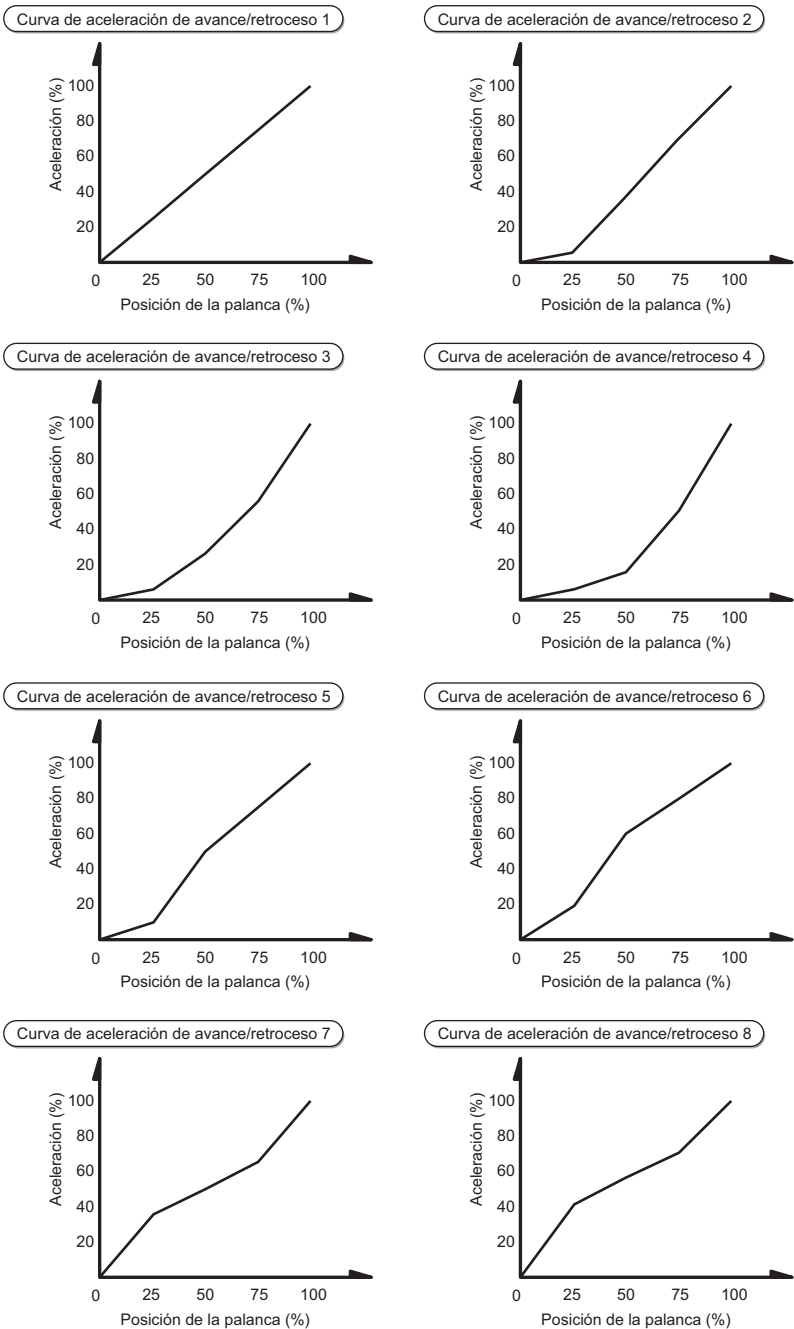 Curva de aceleración de avance/retroceso 1
Aceleración (%)
100
80
60
40
20
0 25 50 75 100
Posición de la palanca (%)
Curva de aceleración de avance/retroceso 2
Aceleración (%)
100
80
60
40
20
0 25 50 75 100
Posición de la palanca (%)
Curva de aceleración de avance/retroceso 3
Aceleración (%)
100
80
60
40
20
0 25 50 75 100
Posición de la palanca (%)
Curva de aceleración de avance/retroceso 4
Aceleración (%)
100
80
60
40
20
0 25 50 75 100
Posición de la palanca (%)
Curva de aceleración de avance/retroceso 5
Aceleración (%)
100
80
60
40
20
0 25 50 75 100
Posición de la palanca (%)
Curva de aceleración de avance/retroceso 6
Aceleración (%)
100
80
60
40
20
0 25 50 75 100
Posición de la palanca (%)
Curva de aceleración de avance/retroceso 7
Aceleración (%)
100
80
60
40
20
0 25 50 75 100
Posición de la palanca (%)
Curva de aceleración de avance/retroceso 8
Aceleración (%)
100
80
60
40
20
0 25 50 75 100
Posición de la palanca (%)